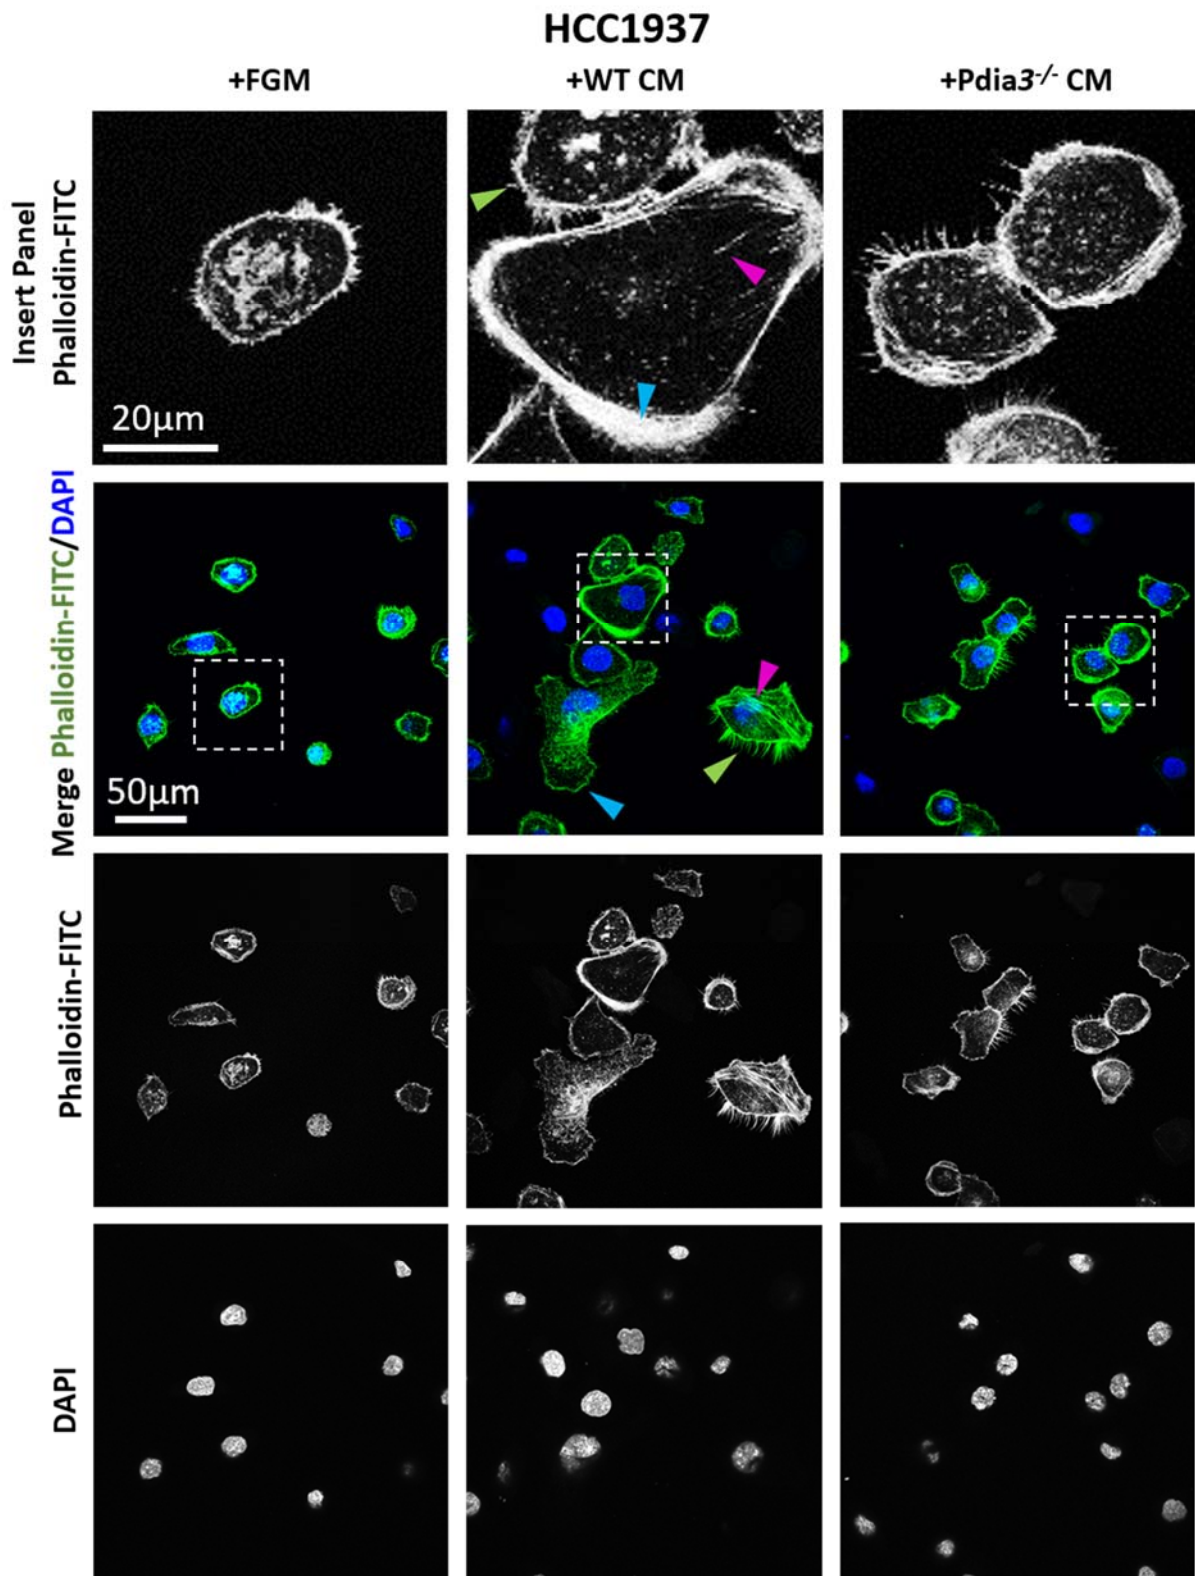 HCC1937
+FGM
+WT CM
+Pdia3-/- CM
Insert Panel
Phalloidin-FITC
20µm
Merge Phalloidin-FITC/DAPI
50µm
Phalloidin-FITC
DAPI